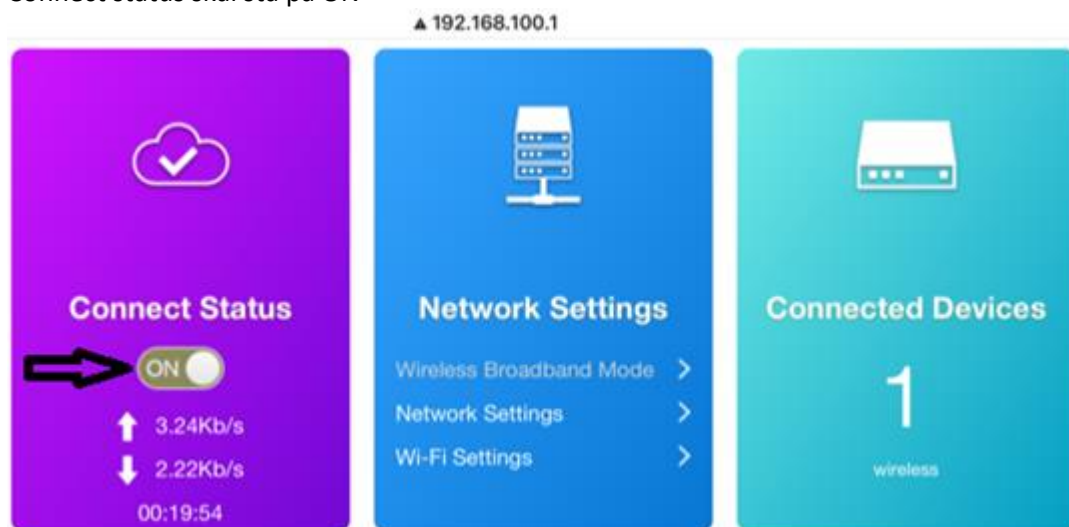 192.168.100.1
Connect Status
ON
3.24Kb/s
2.22Kb/s
00:19:54
Network Settings
Wireless Broadband Mode
Network Settings
Wi-Fi Settings
Connected Devices
1
wireless